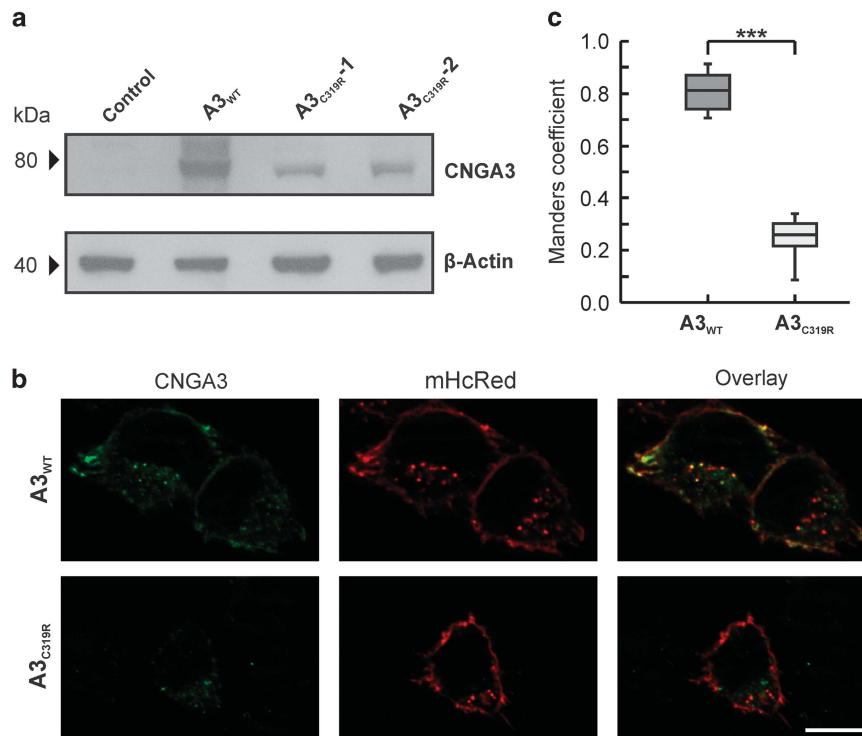 a
Control
A3WT
A3C319R-1
A3C319R-2
kDa
80
CNGA3
40
β-Actin
c
Manders coefficient
1.0
0.8
0.6
0.4
0.2
0.0
***
A3WT
A3C319R
b
CNGA3
mHcRed
Overlay
A3WT
A3C319R